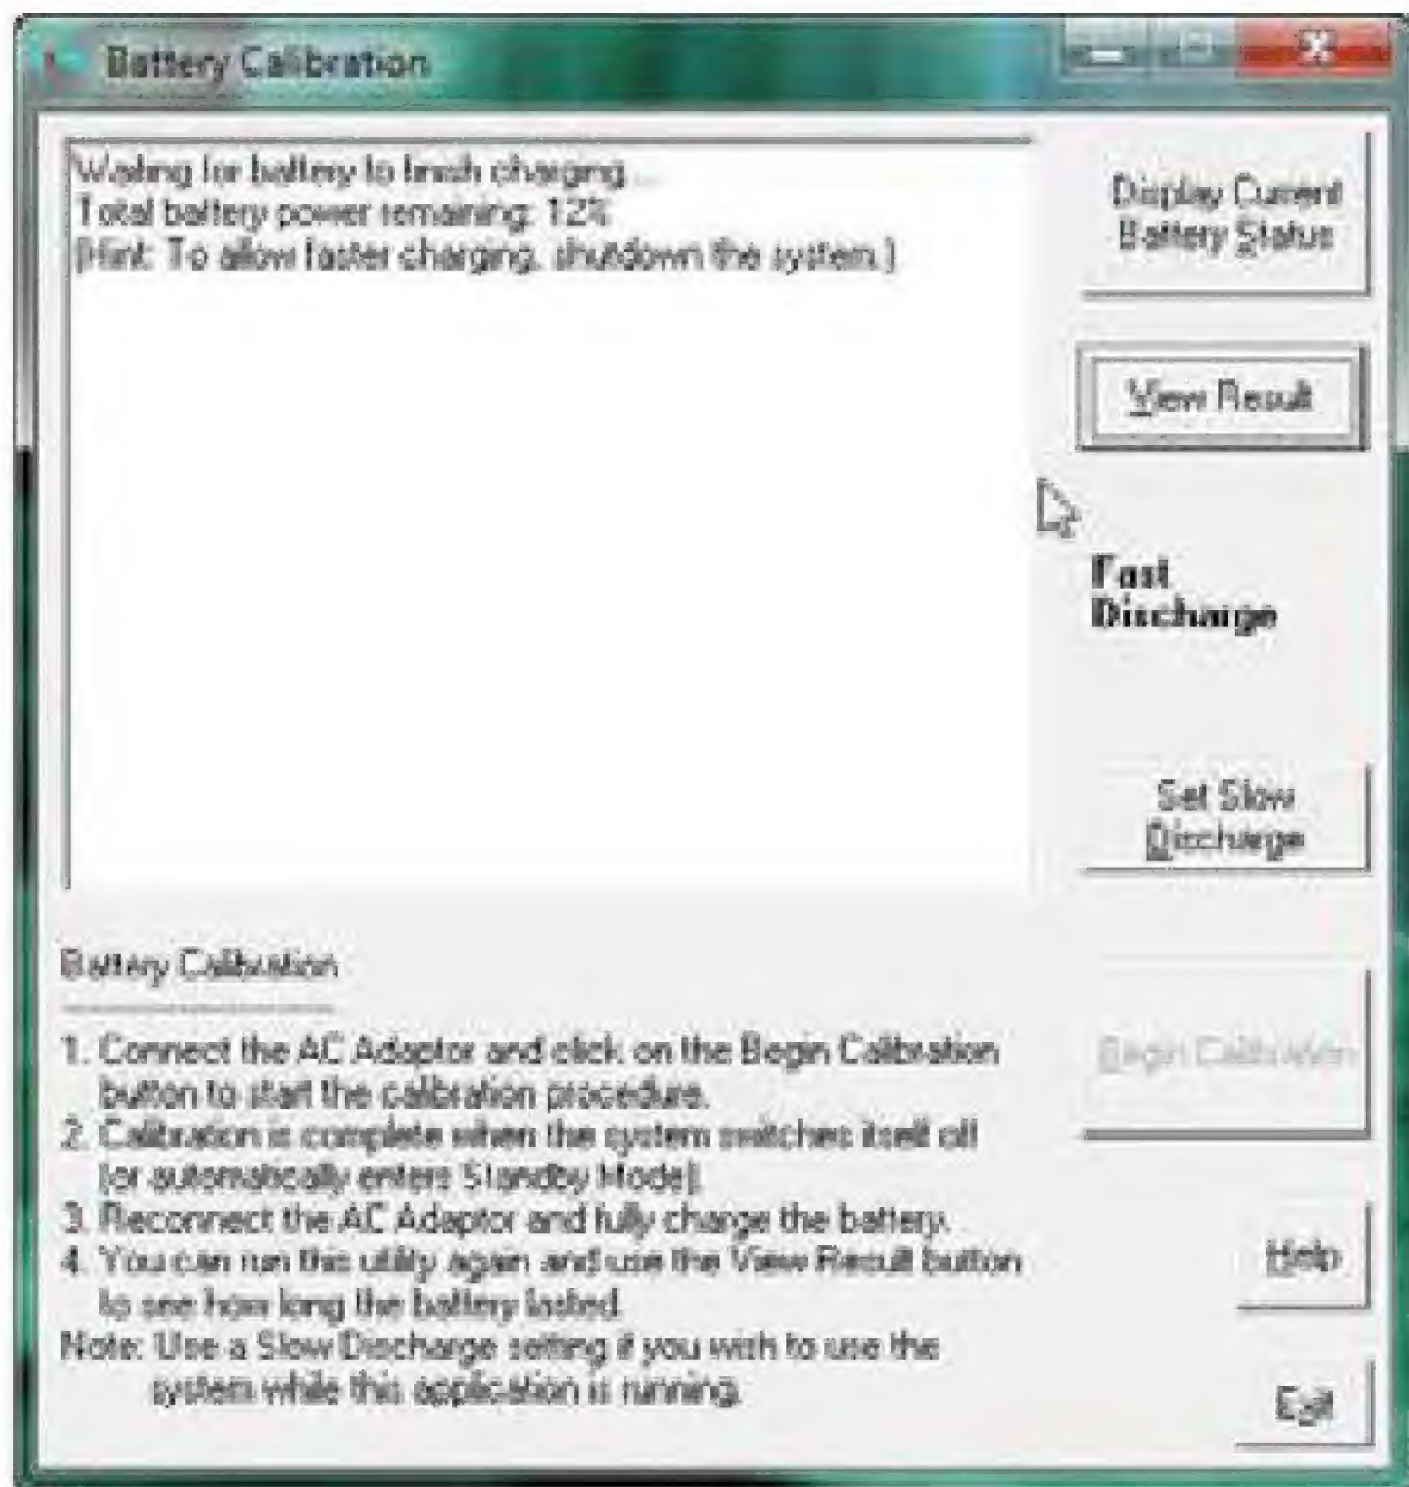 Battery Calibration
Waiting for battery to finish charging...
Total battery power remaining: 12%
(Hint: To allow faster charging, shutdown the system.)
Display Current
Battery Status
View Result
Fast
Discharge
Set Slow
Discharge
Battery Calibration
1. Connect the AC Adaptor and click on the Begin Calibration
button to start the calibration procedure.
2. Calibration is complete when the system switches itself off
(or automatically enters Standby Mode).
3. Reconnect the AC Adaptor and fully charge the battery.
4. You can run this utility again and use the View Result button
to see how long the battery lasted.
Note: Use a Slow Discharge setting if you wish to use the
system while this application is running.
Begin Calibration
Help
Exit